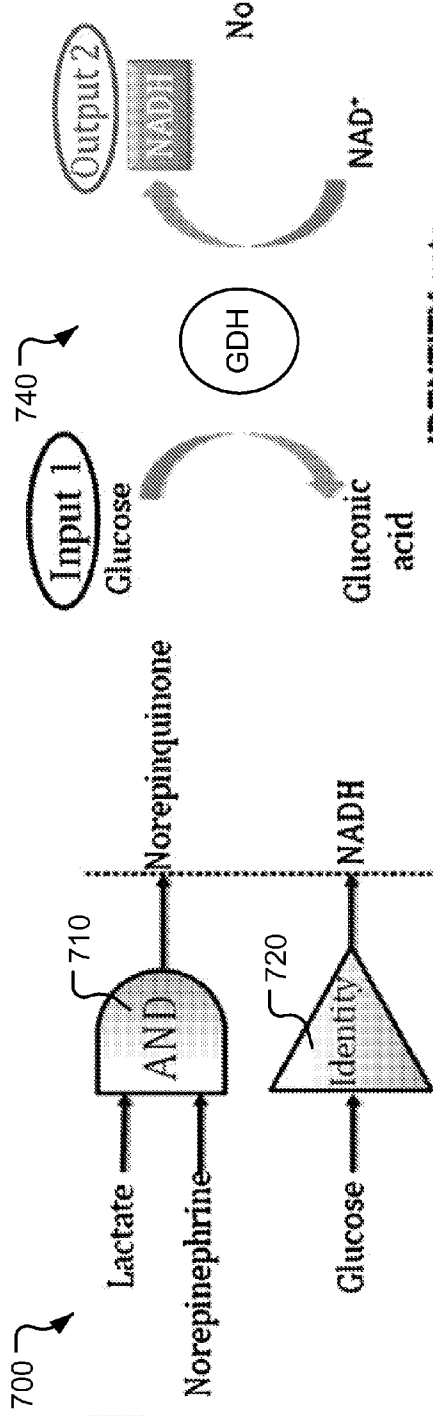 700
Lactate
Norepinephrine
710
AND
Norepinquinone
Glucose
720
Identity
NADH
740
Input 1
Glucose
Gluconic
acid
GDH
Output 2
NADH
NAD⁺
No